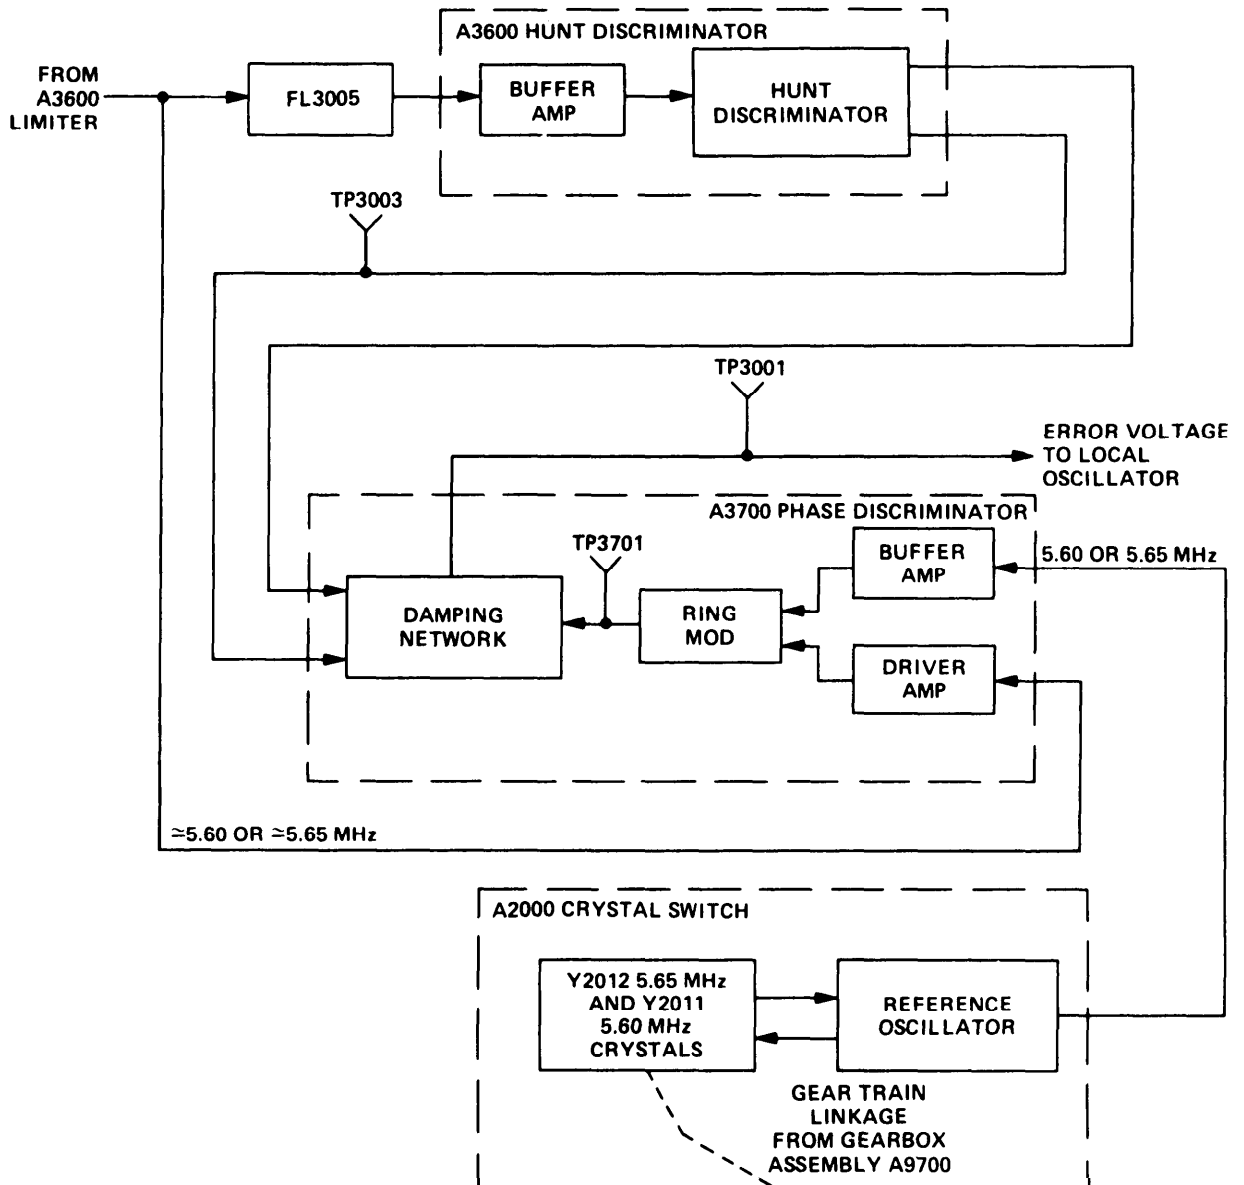 A3600 HUNT DISCRIMINATOR
FROM
A3600
LIMITER
FL3005
BUFFER
AMP
HUNT
DISCRIMINATOR
TP3003
TP3001
ERROR VOLTAGE
TO LOCAL
OSCILLATOR
A3700 PHASE DISCRIMINATOR
TP3701
BUFFER
AMP
5.60 OR 5.65 MHz
DAMPING
NETWORK
RING
MOD
DRIVER
AMP
≃5.60 OR ≃5.65 MHz
A2000 CRYSTAL SWITCH
Y2012 5.65 MHz
AND Y2011
5.60 MHz
CRYSTALS
REFERENCE
OSCILLATOR
GEAR TRAIN
LINKAGE
FROM GEARBOX
ASSEMBLY A9700